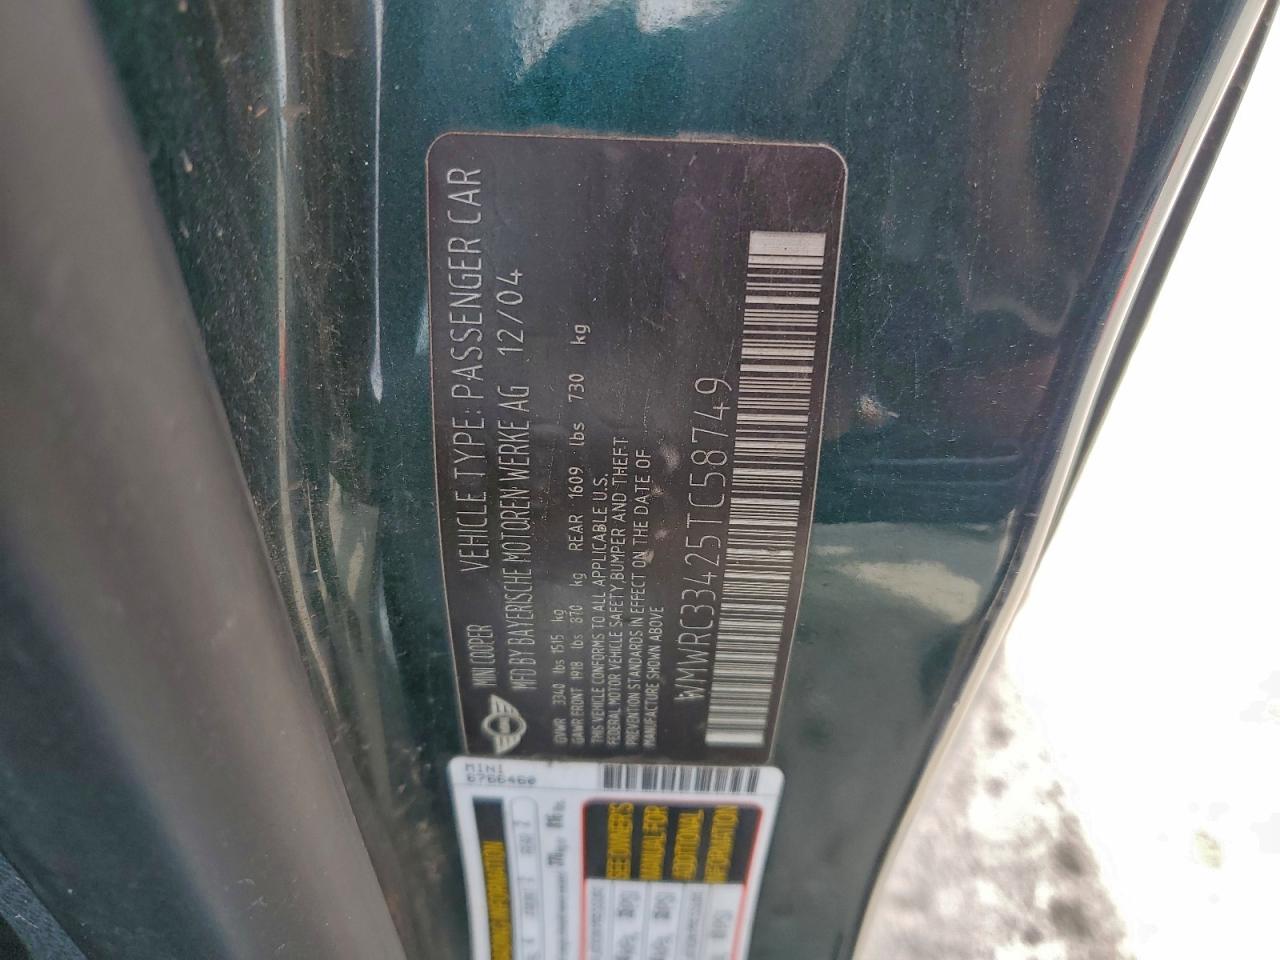 MINI COOPER VEHICLE TYPE: PASSENGER CAR
MFD BY BAYERISCHE MOTOREN WERKE AG 12/04
GVWR 3340 lbs 1515 kg
GAWR FRONT 1918 lbs 870 kg REAR 1609 lbs 730 kg
THIS VEHICLE CONFORMS TO ALL APPLICABLE U.S.
FEDERAL MOTOR VEHICLE SAFETY, BUMPER AND THEFT
PREVENTION STANDARDS IN EFFECT ON THE DATE OF
MANUFACTURE SHOWN ABOVE
WMWRC33425TC58749
MINI
6766460
SEE OWNERS
MANUAL FOR
ADDITIONAL
INFORMATION